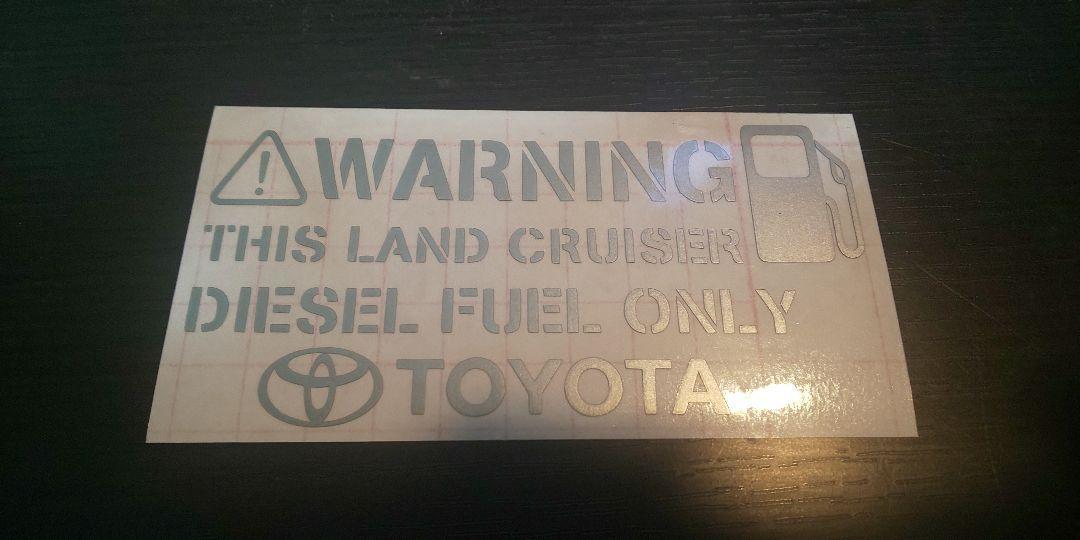 WARNING
THIS LAND CRUISER
DIESEL FUEL ONLY
TOYOTA